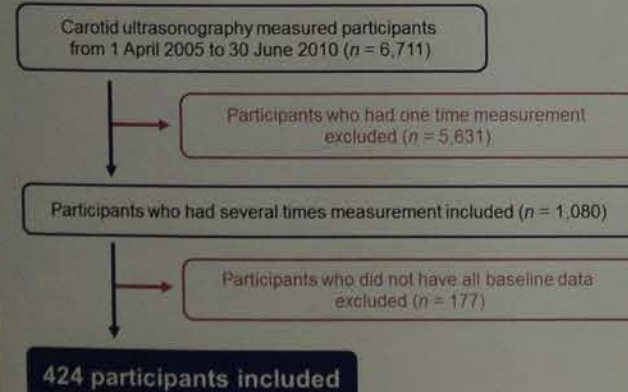 Carotid ultrasonography measured participants
from 1 April 2005 to 30 June 2010 (n = 6,711)
Participants who had one time measurement
excluded (n = 5,631)
Participants who had several times measurement included (n = 1,080)
Participants who did not have all baseline data
excluded (n = 177)
424 participants included